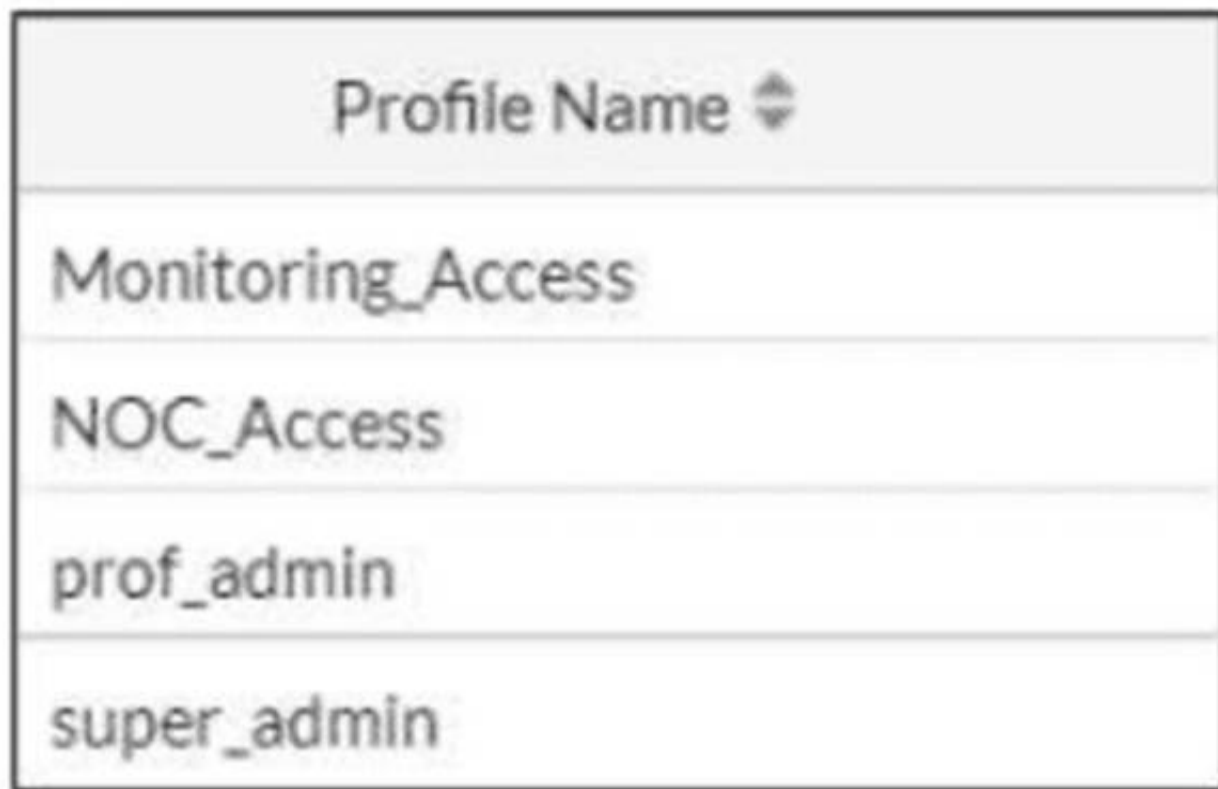 Profile Name
Monitoring_Access
NOC_Access
prof_admin
super_admin